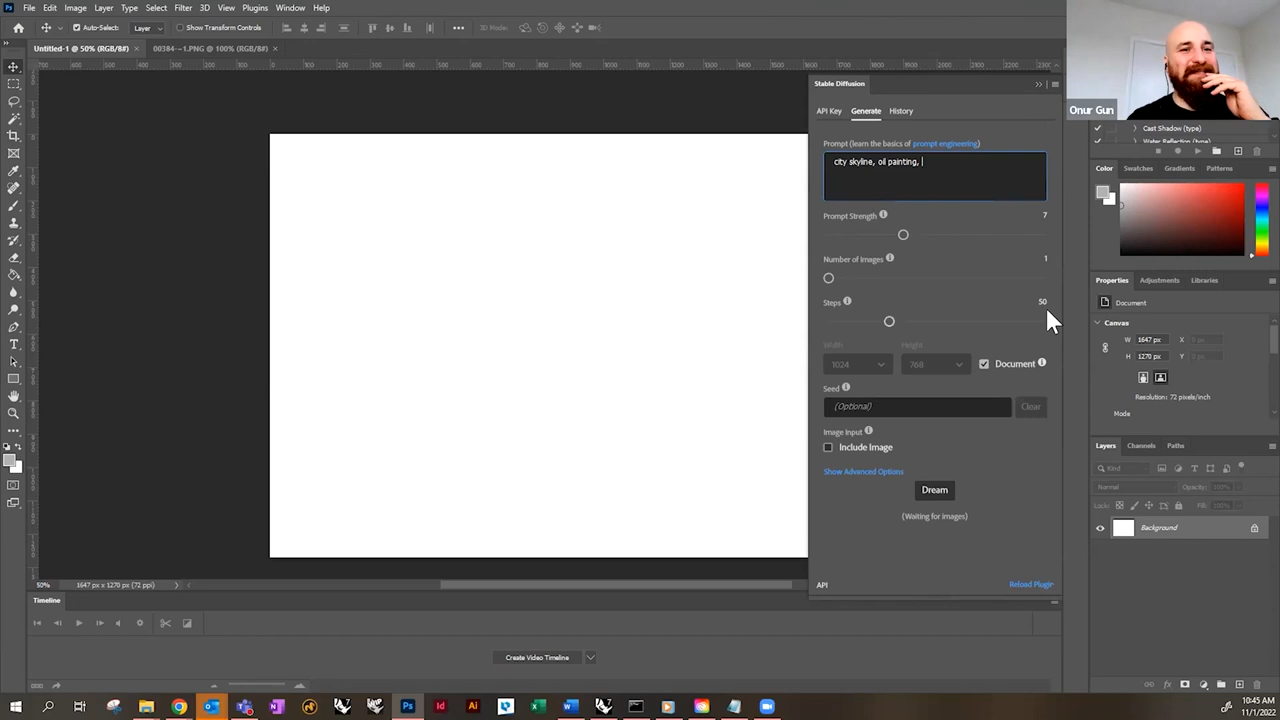 File Edit Image Layer Type Select Filter 3D View Plugins Window Help
Auto-Select: Layer Show Transform Controls 3D Mode:
Untitled-1 @ 50% (RGB/8#) 00384-~1.PNG @ 100% (RGB/8#)
Onur Gun
Stable Diffusion
API Key Generate History
Prompt (learn the basics of prompt engineering)
city skyline, oil painting,
Prompt Strength 7
Number of Images 1
Steps 50
Width Height
1024 768 Document
Seed
(Optional) Clear
Image Input
Include Image
Show Advanced Options
Dream
(Waiting for images)
API Reload Plugin
Cast Shadow (type)
Water Reflection (type)
Color Swatches Gradients Patterns
Properties Adjustments Libraries
Document
Canvas
W 1647 px X
H 1270 px Y
Resolution: 72 pixels/inch
Mode
Layers Channels Paths
Kind
Normal Opacity: 100%
Lock: Fill: 100%
Background
50% 1647 px x 1270 px (72 ppi)
Timeline
Create Video Timeline
10:45 AM
11/1/2022